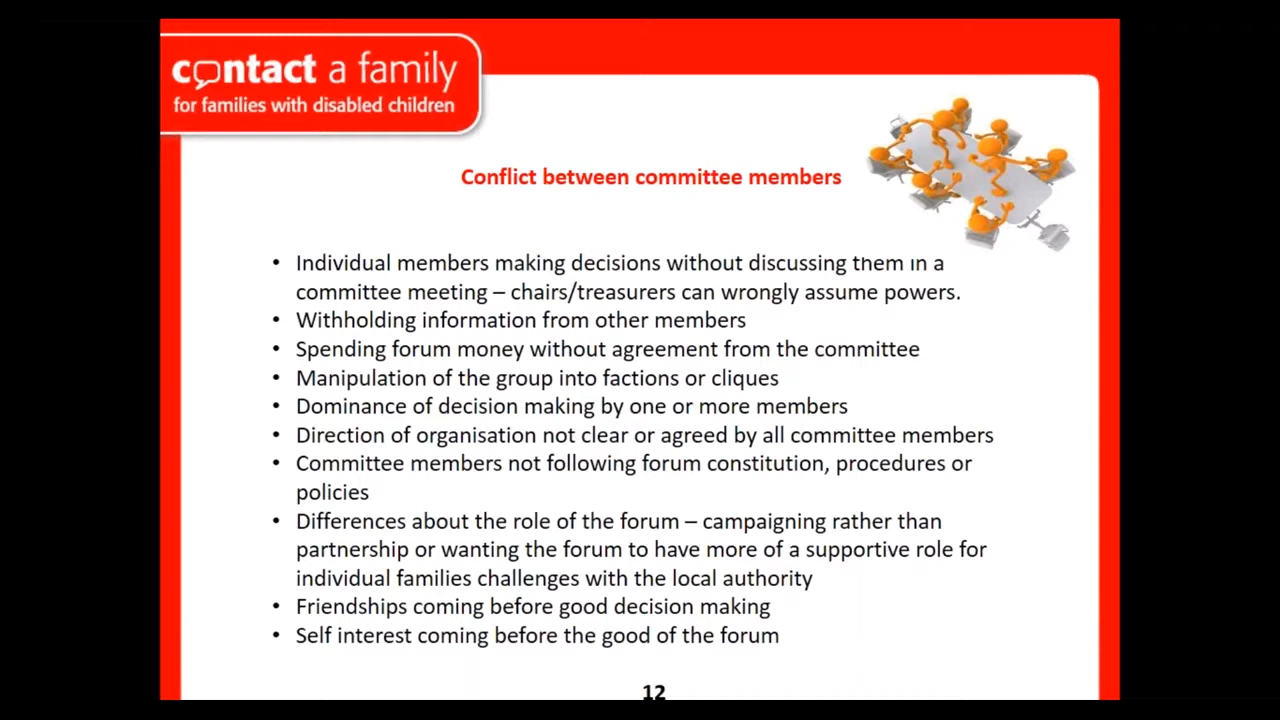 contact a family
for families with disabled children
Conflict between committee members
• Individual members making decisions without discussing them in a
committee meeting – chairs/treasurers can wrongly assume powers.
• Withholding information from other members
• Spending forum money without agreement from the committee
• Manipulation of the group into factions or cliques
• Dominance of decision making by one or more members
• Direction of organisation not clear or agreed by all committee members
• Committee members not following forum constitution, procedures or
policies
• Differences about the role of the forum – campaigning rather than
partnership or wanting the forum to have more of a supportive role for
individual families challenges with the local authority
• Friendships coming before good decision making
• Self interest coming before the good of the forum
12